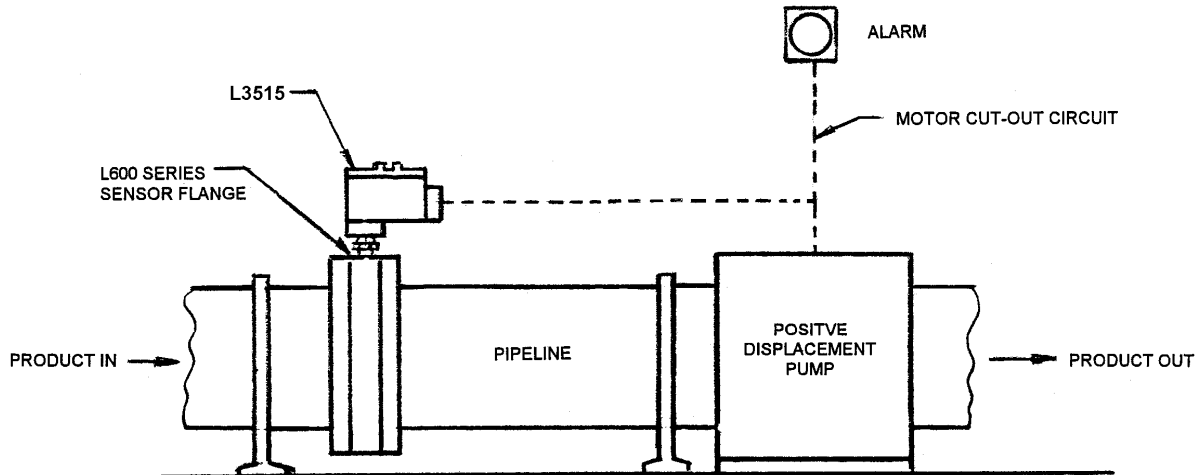 ALARM
L3515
MOTOR CUT-OUT CIRCUIT
L600 SERIES
SENSOR FLANGE
PRODUCT IN
PIPELINE
POSITVE
DISPLACEMENT
PUMP
PRODUCT OUT